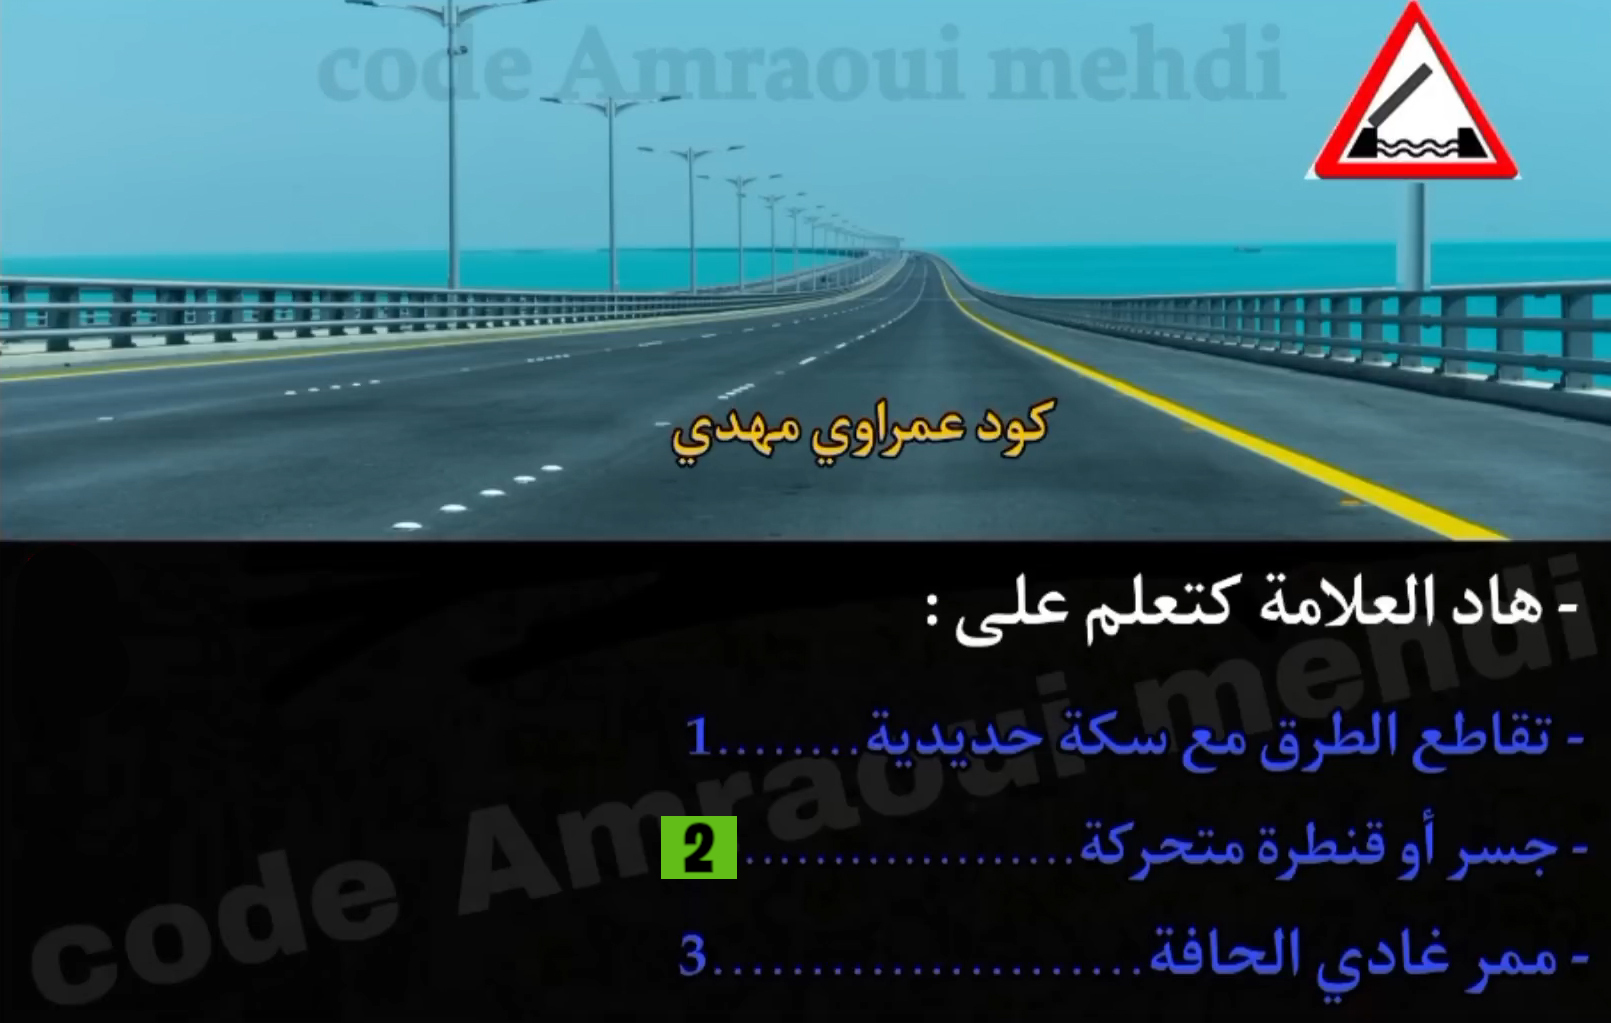 code Amraoui mehdi
كود عمراوي مهدي
- هاد العلامة كتعلم على :
- تقاطع الطرق مع سكة حديدية........1
- جسر أو قنطرة متحركة................... 2
- ممر غادي الحافة......................3
code Amraoui mehdi